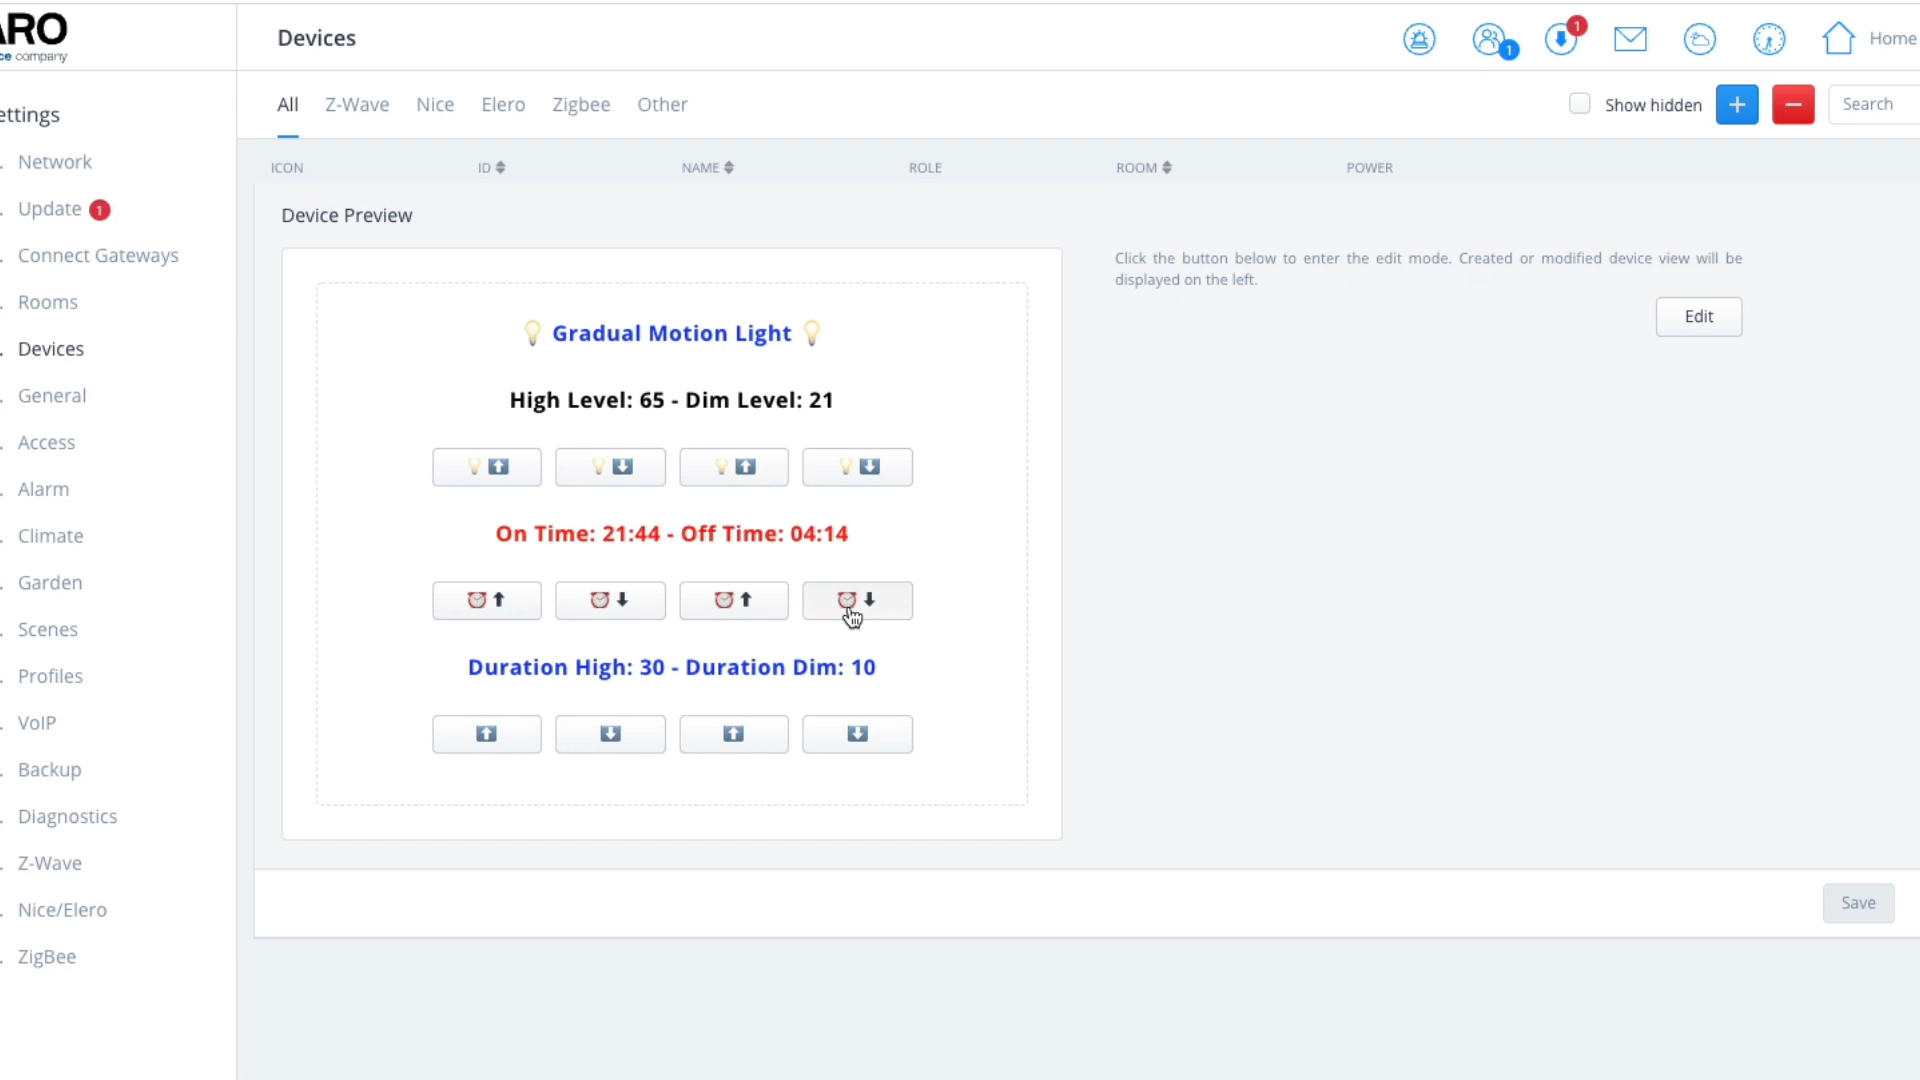 ARO
ce company
Devices
1
1
Home
ettings
All Z-Wave Nice Elero Zigbee Other
Show hidden + − Search
Network
ICON ID NAME ROLE ROOM POWER
Update 1
Device Preview
Connect Gateways
Click the button below to enter the edit mode. Created or modified device view will be
displayed on the left.
Rooms
Edit
💡 Gradual Motion Light 💡
Devices
General
High Level: 65 - Dim Level: 21
Access
Alarm
On Time: 21:44 - Off Time: 04:14
Climate
Garden
Scenes
Duration High: 30 - Duration Dim: 10
Profiles
VoIP
Backup
Diagnostics
Z-Wave
Nice/Elero
Save
ZigBee